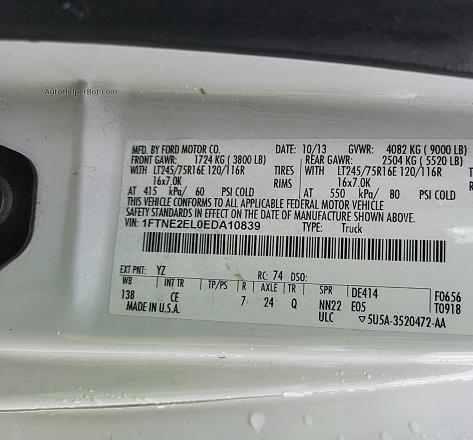 AutoHelperBot.com
MFD. BY FORD MOTOR CO. DATE: 10/13 GVWR: 4082 KG ( 9000 LB)
FRONT GAWR: 1724 KG ( 3800 LB) REAR GAWR: 2504 KG ( 5520 LB)
WITH LT245/75R16E 120/116R TIRES WITH LT245/75R16E 120/116R
16x7.0K RIMS 16x7.0K
AT 415 kPa/ 60 PSI COLD AT 550 kPa/ 80 PSI COLD
THIS VEHICLE CONFORMS TO ALL APPLICABLE FEDERAL MOTOR VEHICLE
SAFETY STANDARDS IN EFFECT ON THE DATE OF MANUFACTURE SHOWN ABOVE.
VIN: 1FTNE2EL0EDA10839 TYPE: Truck
EXT PNT: YZ RC: 74 DSO:
WB INT TR TP/PS R AXLE TR SPR DE414 F0656
138 CE 7 24 Q NN22 E05 T0918
MADE IN U.S.A. ULC ▽5U5A-3520472-AA